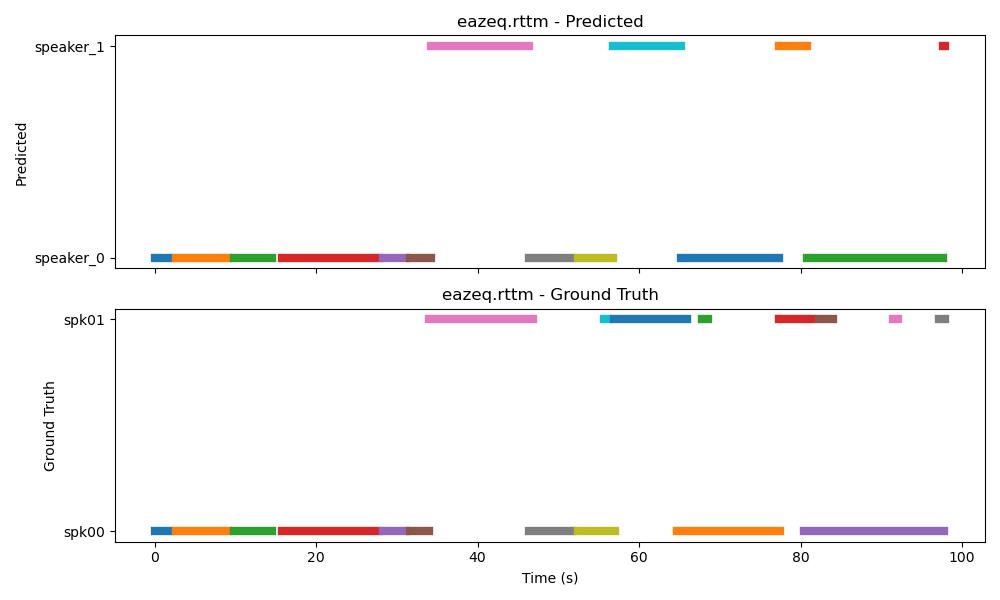 eazeq.rttm - Predicted
speaker_1
Predicted
speaker_0
eazeq.rttm - Ground Truth
spk01
Ground Truth
spk00
0 20 40 60 80 100
Time (s)